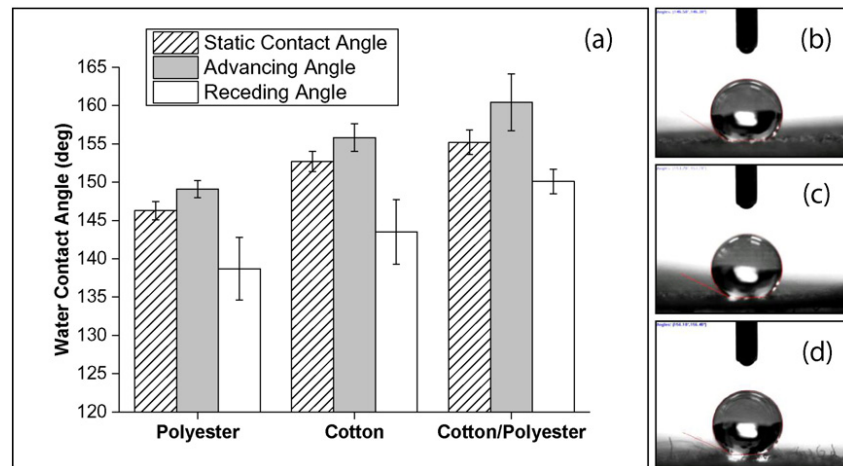 (a)
Static Contact Angle
Advancing Angle
Receding Angle
Water Contact Angle (deg)
165
160
155
150
145
140
135
130
125
120
Polyester
Cotton
Cotton/Polyester
(b)
(c)
(d)